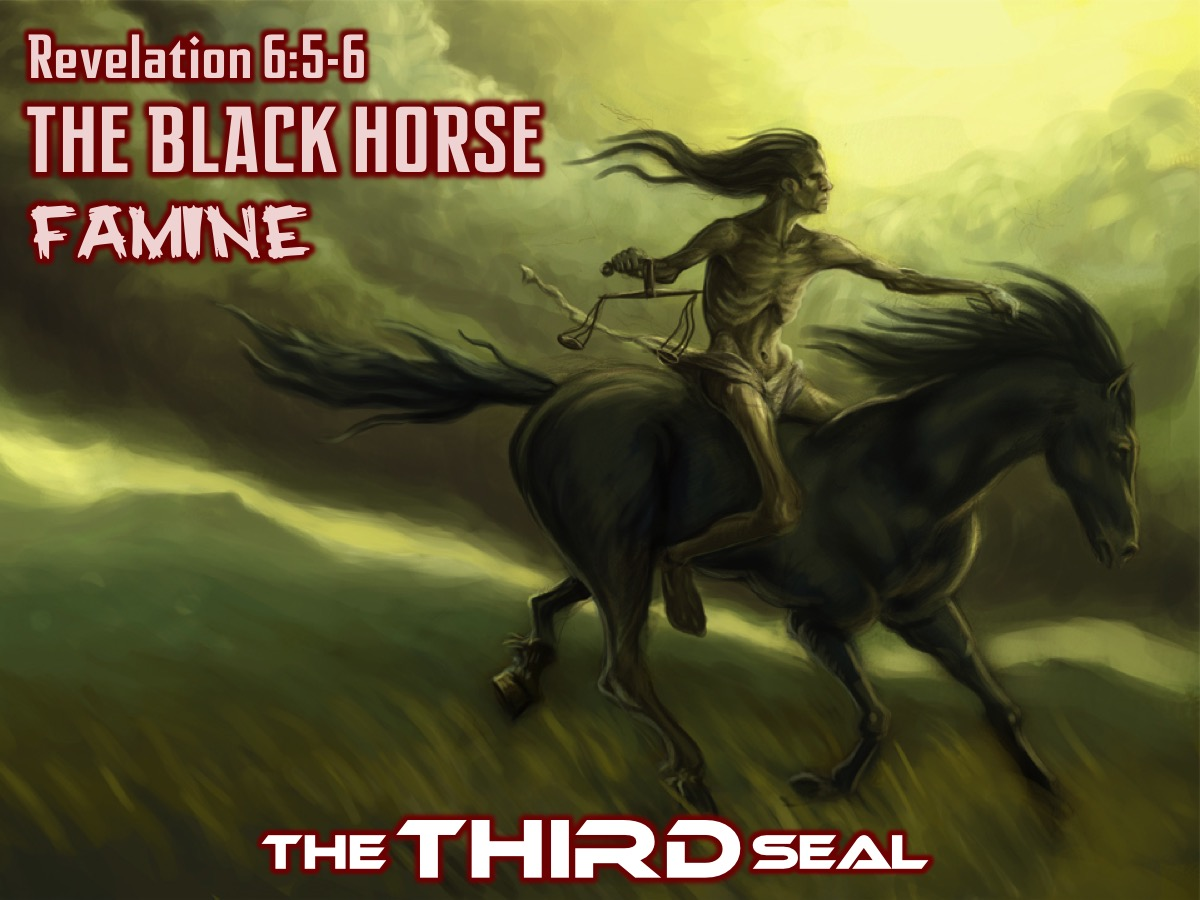 Revelation 6:5-6
THE BLACK HORSE
FAMINE
THE THIRD SEAL